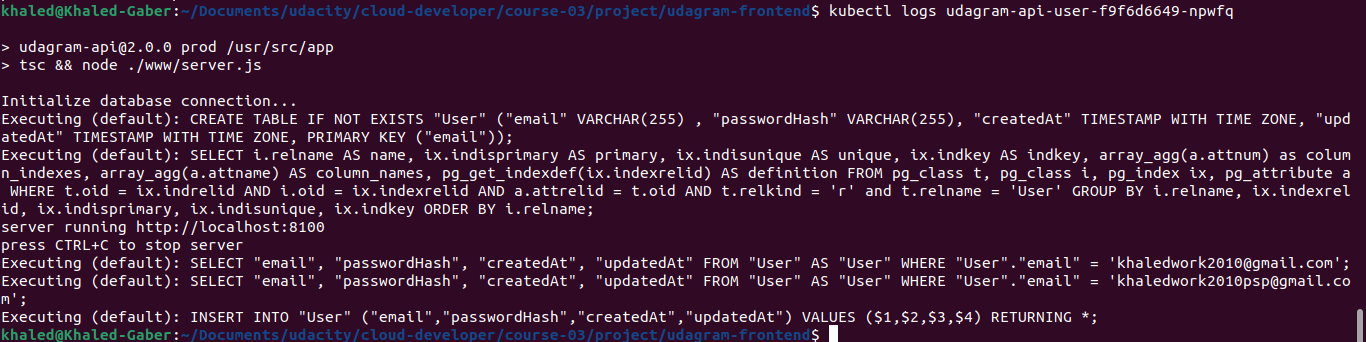 khaled@Khaled-Gaber:~/Documents/udacity/cloud-developer/course-03/project/udagram-frontend$ kubectl logs udagram-api-user-f9f6d6649-npwfq
> udagram-api@2.0.0 prod /usr/src/app
> tsc && node ./www/server.js
Initialize database connection...
Executing (default): CREATE TABLE IF NOT EXISTS "User" ("email" VARCHAR(255) , "passwordHash" VARCHAR(255), "createdAt" TIMESTAMP WITH TIME ZONE, "upd
atedAt" TIMESTAMP WITH TIME ZONE, PRIMARY KEY ("email"));
Executing (default): SELECT i.relname AS name, ix.indisprimary AS primary, ix.indisunique AS unique, ix.indkey AS indkey, array_agg(a.attnum) as colum
n_indexes, array_agg(a.attname) AS column_names, pg_get_indexdef(ix.indexrelid) AS definition FROM pg_class t, pg_class i, pg_index ix, pg_attribute a
 WHERE t.oid = ix.indrelid AND i.oid = ix.indexrelid AND a.attrelid = t.oid AND t.relkind = 'r' and t.relname = 'User' GROUP BY i.relname, ix.indexrel
id, ix.indisprimary, ix.indisunique, ix.indkey ORDER BY i.relname;
server running http://localhost:8100
press CTRL+C to stop server
Executing (default): SELECT "email", "passwordHash", "createdAt", "updatedAt" FROM "User" AS "User" WHERE "User"."email" = 'khaledwork2010@gmail.com';
Executing (default): SELECT "email", "passwordHash", "createdAt", "updatedAt" FROM "User" AS "User" WHERE "User"."email" = 'khaledwork2010psp@gmail.co
m';
Executing (default): INSERT INTO "User" ("email","passwordHash","createdAt","updatedAt") VALUES ($1,$2,$3,$4) RETURNING *;
khaled@Khaled-Gaber:~/Documents/udacity/cloud-developer/course-03/project/udagram-frontend$